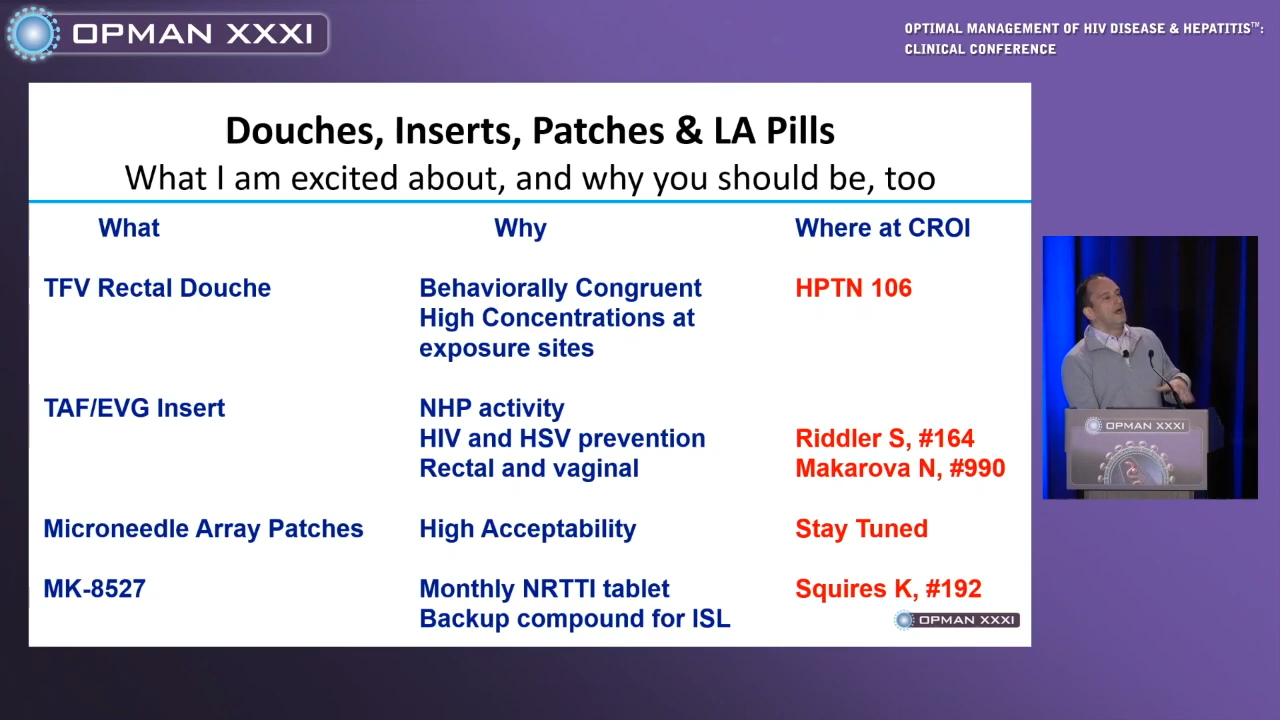 OPMAN XXXI
OPTIMAL MANAGEMENT OF HIV DISEASE & HEPATITIS™:
CLINICAL CONFERENCE
Douches, Inserts, Patches & LA Pills
What I am excited about, and why you should be, too
What Why Where at CROI
TFV Rectal Douche Behaviorally Congruent HPTN 106
High Concentrations at
exposure sites
TAF/EVG Insert NHP activity
HIV and HSV prevention Riddler S, #164
Rectal and vaginal Makarova N, #990
Microneedle Array Patches High Acceptability Stay Tuned
MK-8527 Monthly NRTTI tablet Squires K, #192
Backup compound for ISL
OPMAN XXXI
OPMAN XXXI